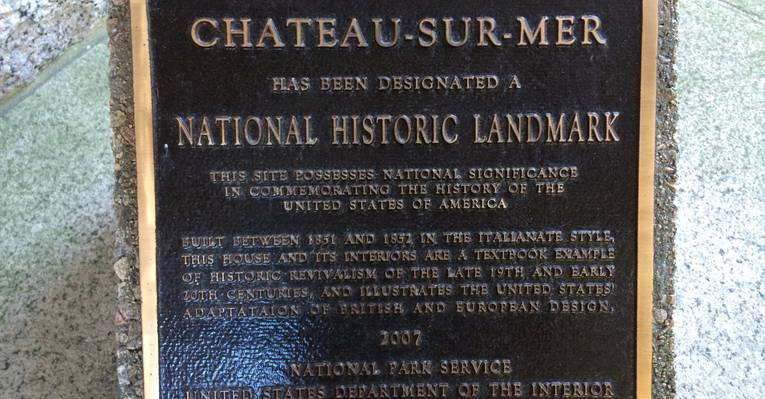 CHATEAU-SUR-MER
HAS BEEN DESIGNATED A
NATIONAL HISTORIC LANDMARK
THIS SITE POSSESSES NATIONAL SIGNIFICANCE
IN COMMEMORATING THE HISTORY OF THE
UNITED STATES OF AMERICA
BUILT BETWEEN 1851 AND 1852 IN THE ITALIANATE STYLE,
THIS HOUSE AND ITS INTERIORS ARE A TEXTBOOK EXAMPLE
OF HISTORIC REVIVALISM OF THE LATE 19TH AND EARLY
20TH CENTURIES, AND ILLUSTRATES THE UNITED STATES'
ADAPTATAION OF BRITISH AND EUROPEAN DESIGN.
2007
NATIONAL PARK SERVICE
UNITED STATES DEPARTMENT OF THE INTERIOR